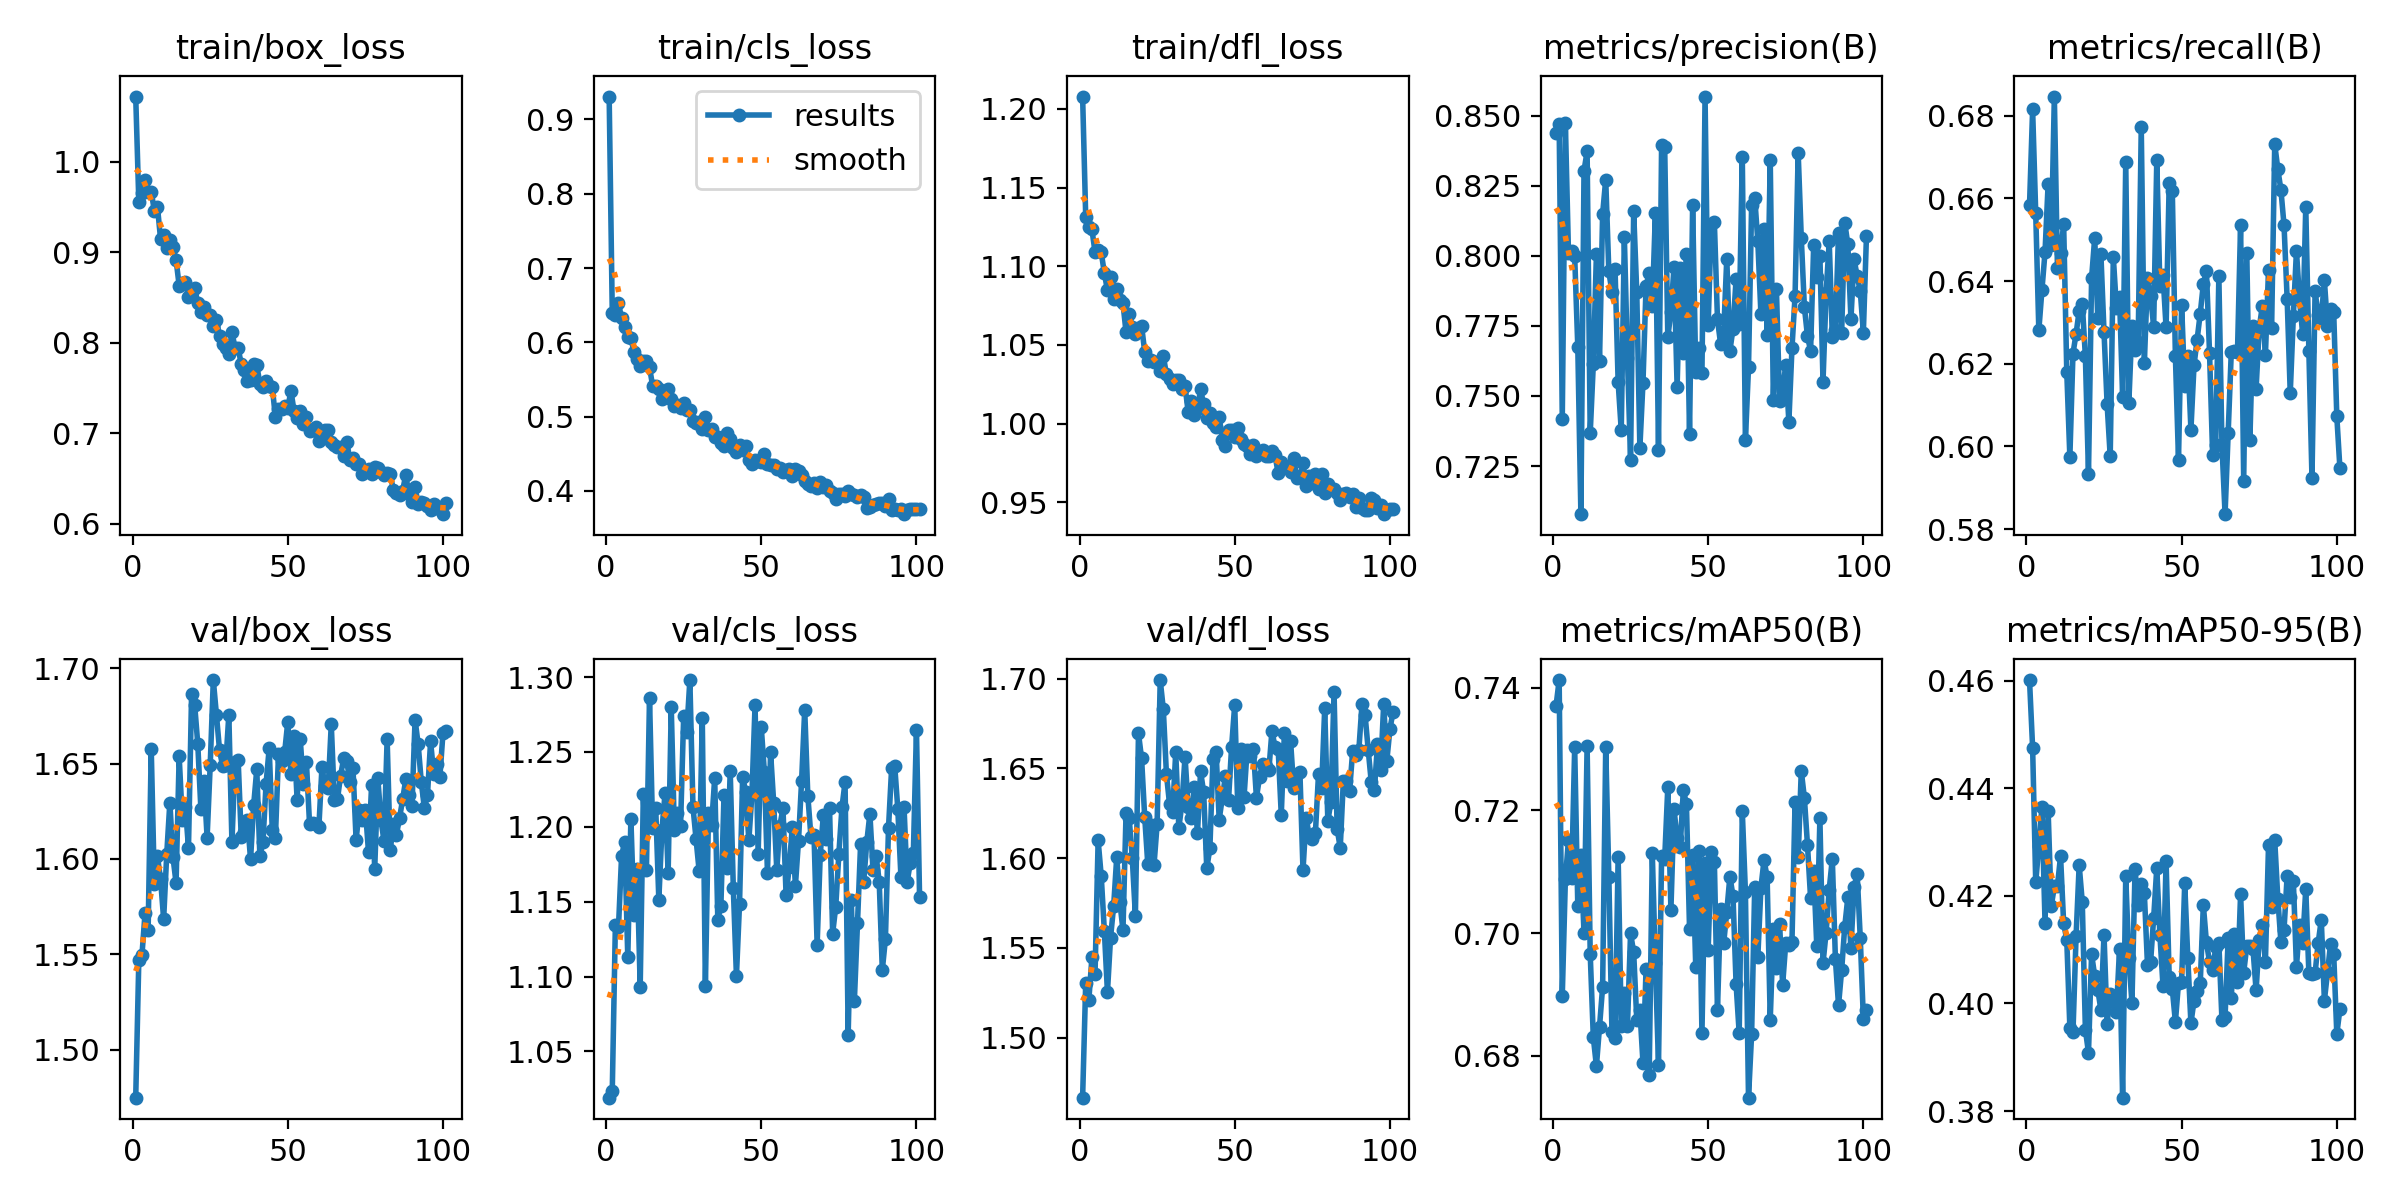 train/box_loss
1.0
0.9
0.8
0.7
0.6
0 50 100
train/cls_loss
results
smooth
0.9
0.8
0.7
0.6
0.5
0.4
0 50 100
train/dfl_loss
1.20
1.15
1.10
1.05
1.00
0.95
0 50 100
metrics/precision(B)
0.850
0.825
0.800
0.775
0.750
0.725
0 50 100
metrics/recall(B)
0.68
0.66
0.64
0.62
0.60
0.58
0 50 100
val/box_loss
1.70
1.65
1.60
1.55
1.50
0 50 100
val/cls_loss
1.30
1.25
1.20
1.15
1.10
1.05
0 50 100
val/dfl_loss
1.70
1.65
1.60
1.55
1.50
0 50 100
metrics/mAP50(B)
0.74
0.72
0.70
0.68
0 50 100
metrics/mAP50-95(B)
0.46
0.44
0.42
0.40
0.38
0 50 100